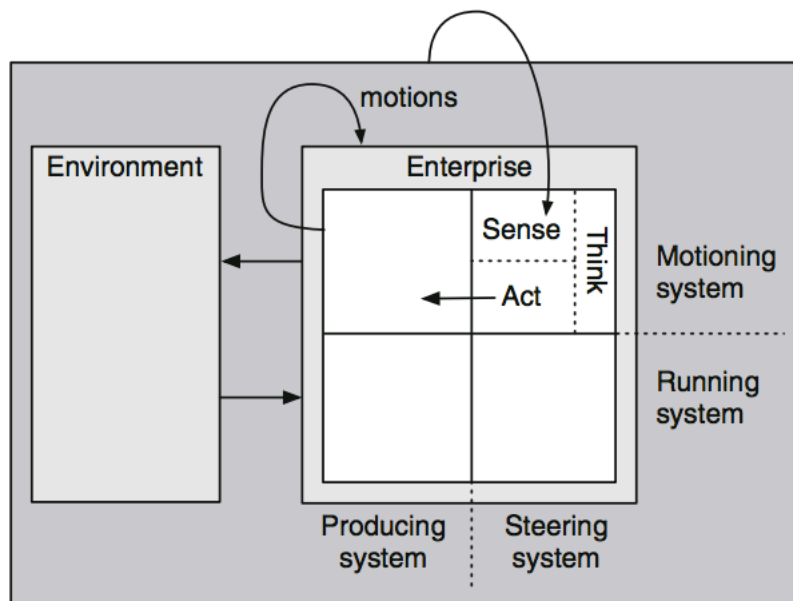 motions
Environment
Enterprise
Sense
Think
Act
Motioning
system
Running
system
Producing
system
Steering
system